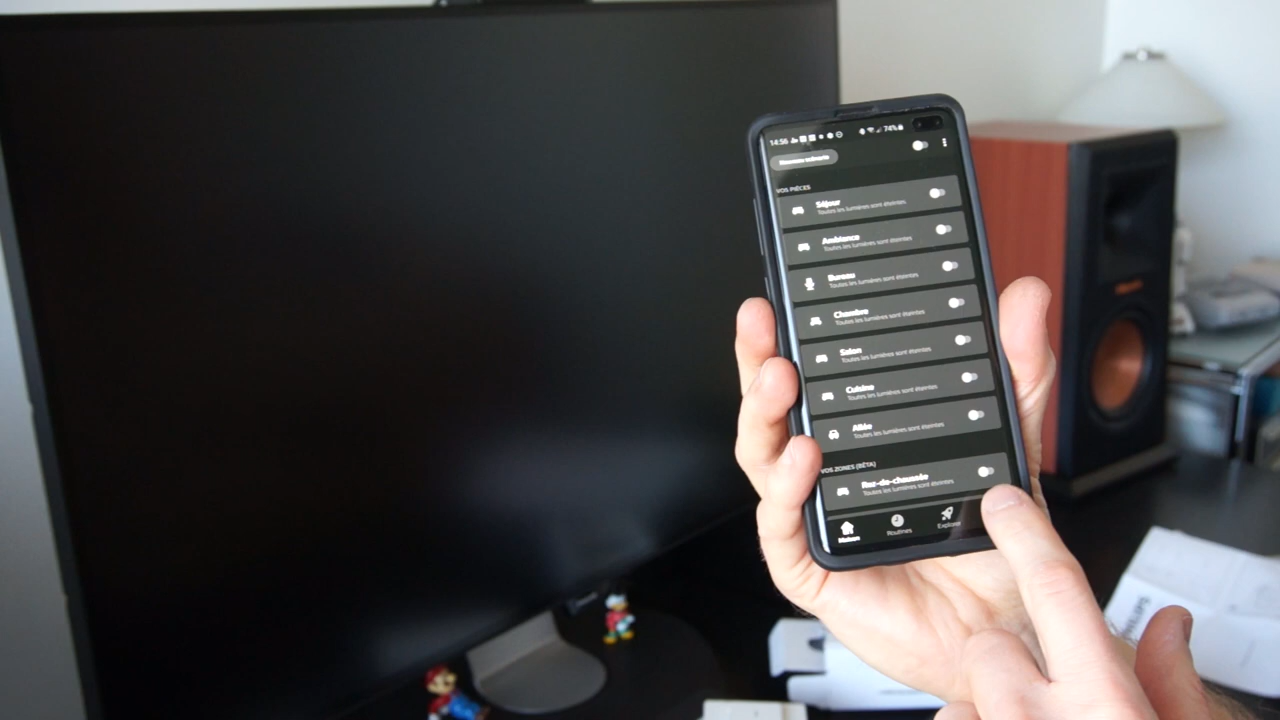 14:56
74%
VOS PIÈCES
Séjour
Toutes les lumières sont éteintes
Ambiance
Toutes les lumières sont éteintes
Bureau
Toutes les lumières sont éteintes
Chambre
Toutes les lumières sont éteintes
Salon
Toutes les lumières sont éteintes
Cuisine
Toutes les lumières sont éteintes
Allée
Toutes les lumières sont éteintes
VOS ZONES (BÊTA)
Rez-de-chaussée
Toutes les lumières sont éteintes
Maison
Routines
Explorer
PHILIPS